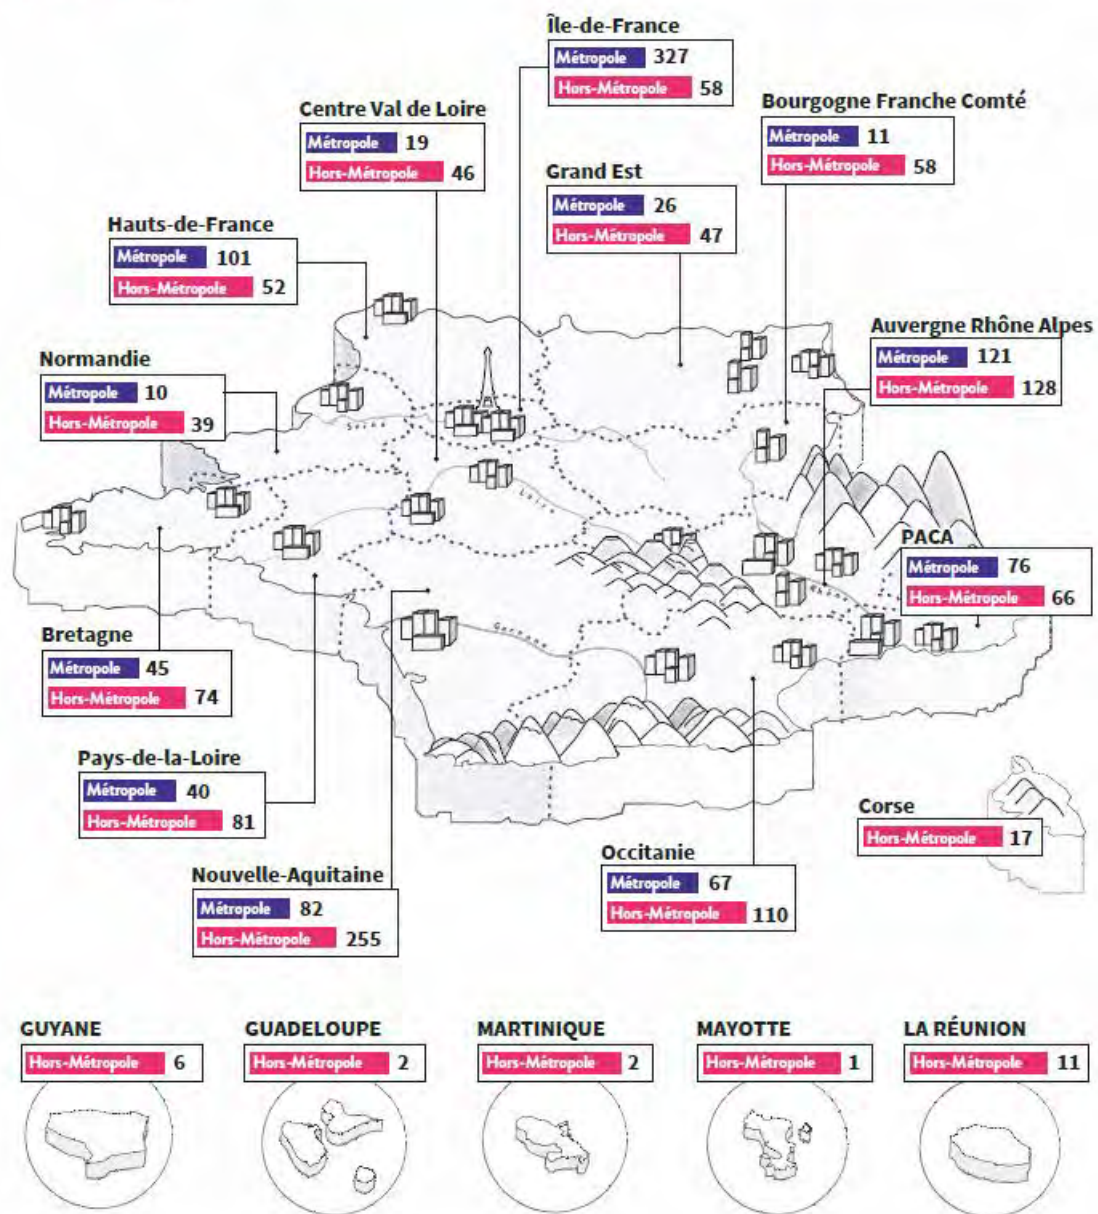 Île-de-France
Métropole 327
Hors-Métropole 58
Bourgogne Franche Comté
Métropole 11
Hors-Métropole 58
Centre Val de Loire
Métropole 19
Hors-Métropole 46
Grand Est
Métropole 26
Hors-Métropole 47
Hauts-de-France
Métropole 101
Hors-Métropole 52
Auvergne Rhône Alpes
Métropole 121
Hors-Métropole 128
Normandie
Métropole 10
Hors-Métropole 39
PACA
Métropole 76
Hors-Métropole 66
Bretagne
Métropole 45
Hors-Métropole 74
Pays-de-la-Loire
Métropole 40
Hors-Métropole 81
Corse
Hors-Métropole 17
Occitanie
Métropole 67
Hors-Métropole 110
Nouvelle-Aquitaine
Métropole 82
Hors-Métropole 255
GUYANE
Hors-Métropole 6
GUADELOUPE
Hors-Métropole 2
MARTINIQUE
Hors-Métropole 2
MAYOTTE
Hors-Métropole 1
LA RÉUNION
Hors-Métropole 11